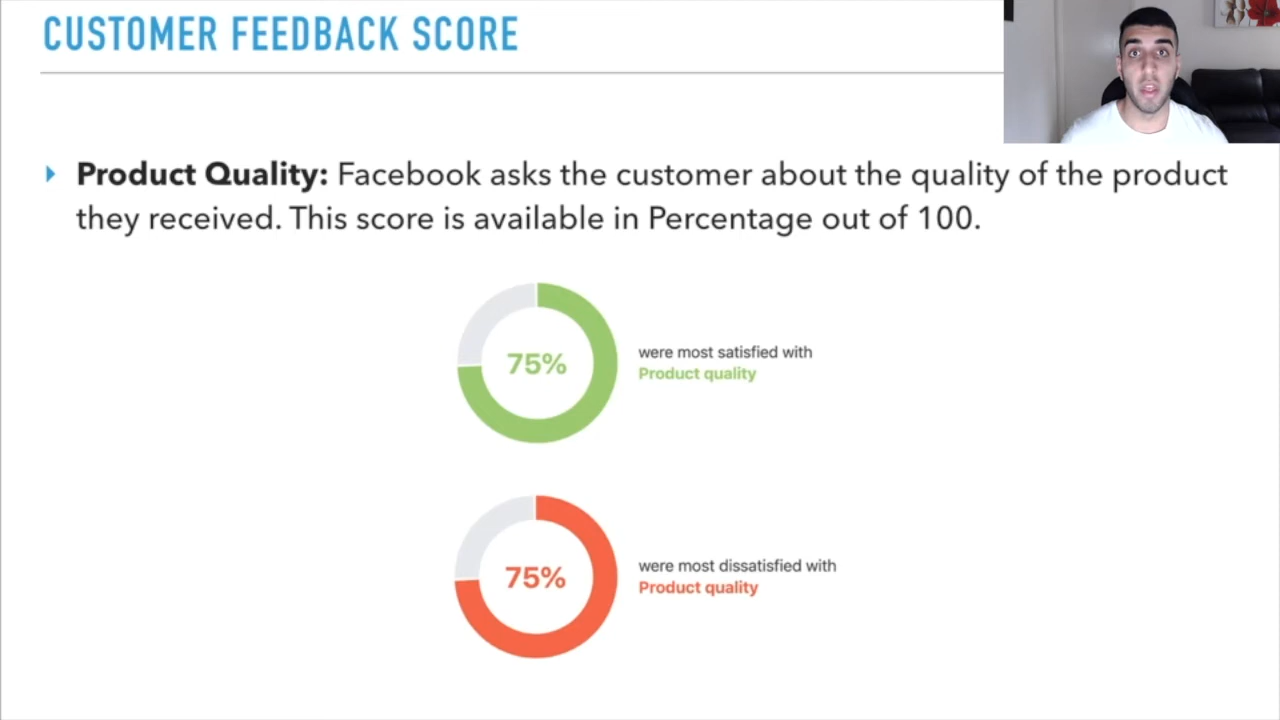 CUSTOMER FEEDBACK SCORE
Product Quality: Facebook asks the customer about the quality of the product
they received. This score is available in Percentage out of 100.
75%
were most satisfied with
Product quality
75%
were most dissatisfied with
Product quality